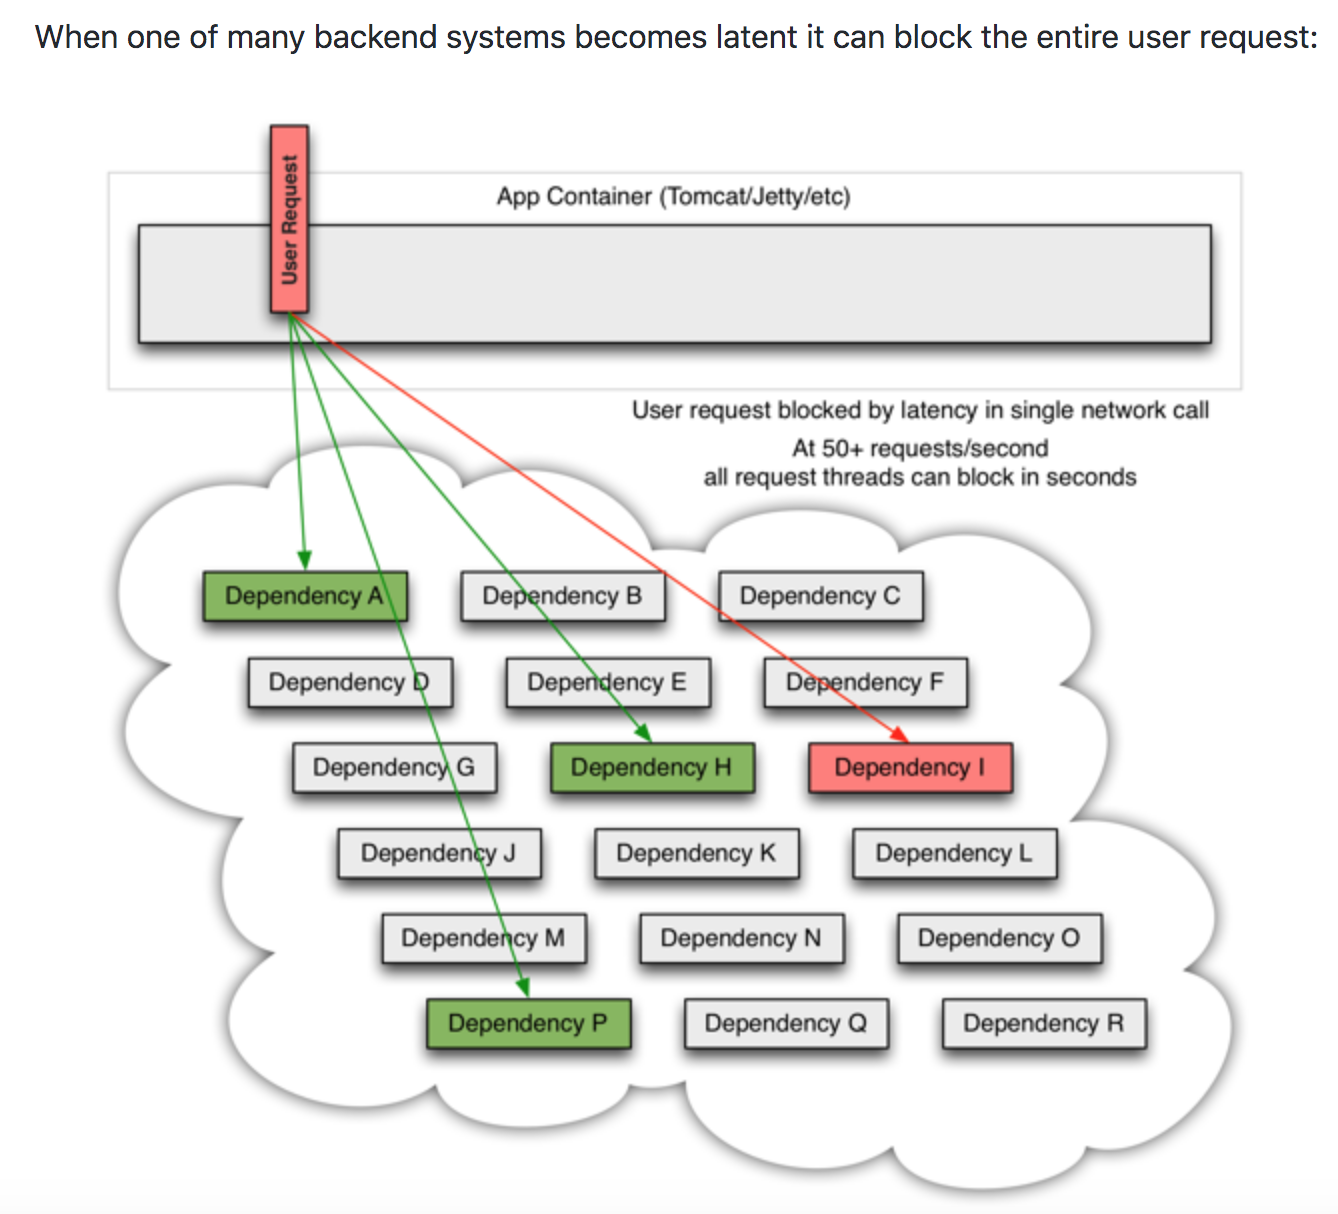 When one of many backend systems becomes latent it can block the entire user request:
User Request
App Container (Tomcat/Jetty/etc)
User request blocked by latency in single network call
At 50+ requests/second
all request threads can block in seconds
Dependency A
Dependency B
Dependency C
Dependency D
Dependency E
Dependency F
Dependency G
Dependency H
Dependency I
Dependency J
Dependency K
Dependency L
Dependency M
Dependency N
Dependency O
Dependency P
Dependency Q
Dependency R